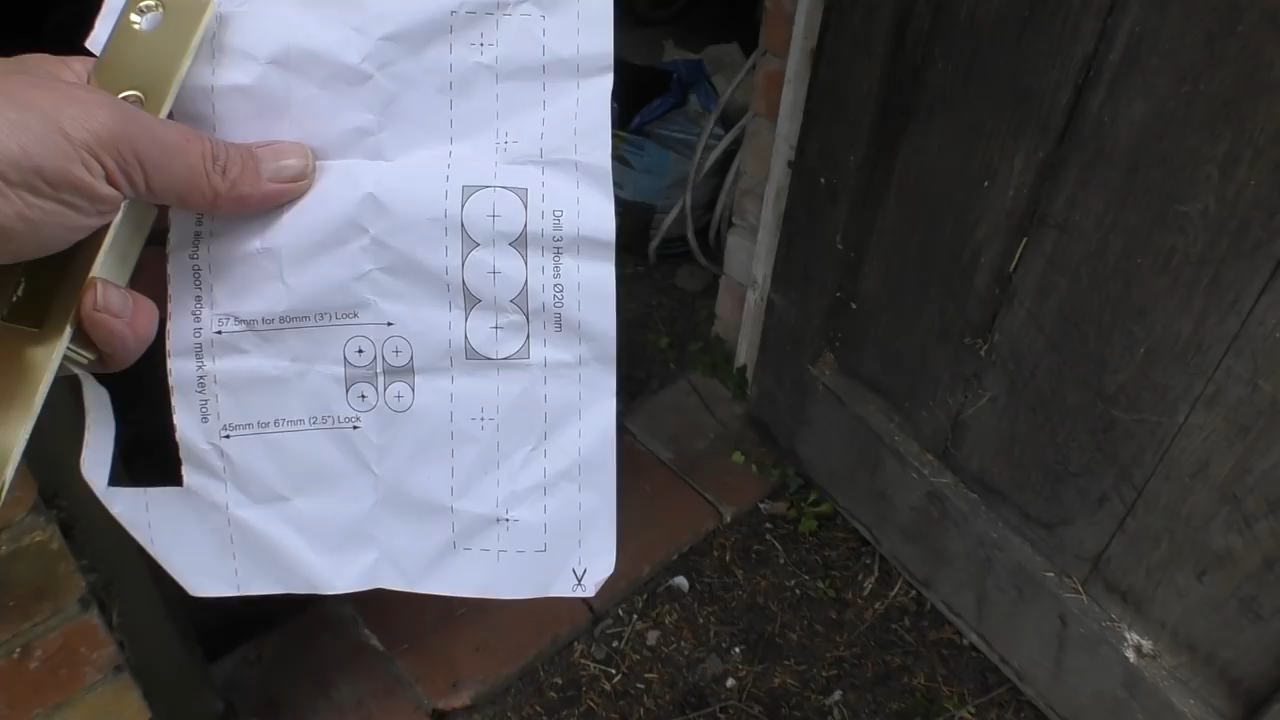 Drill 3 Holes Ø20 mm
57.5mm for 80mm (3") Lock
45mm for 67mm (2.5") Lock
along door edge to mark key hole